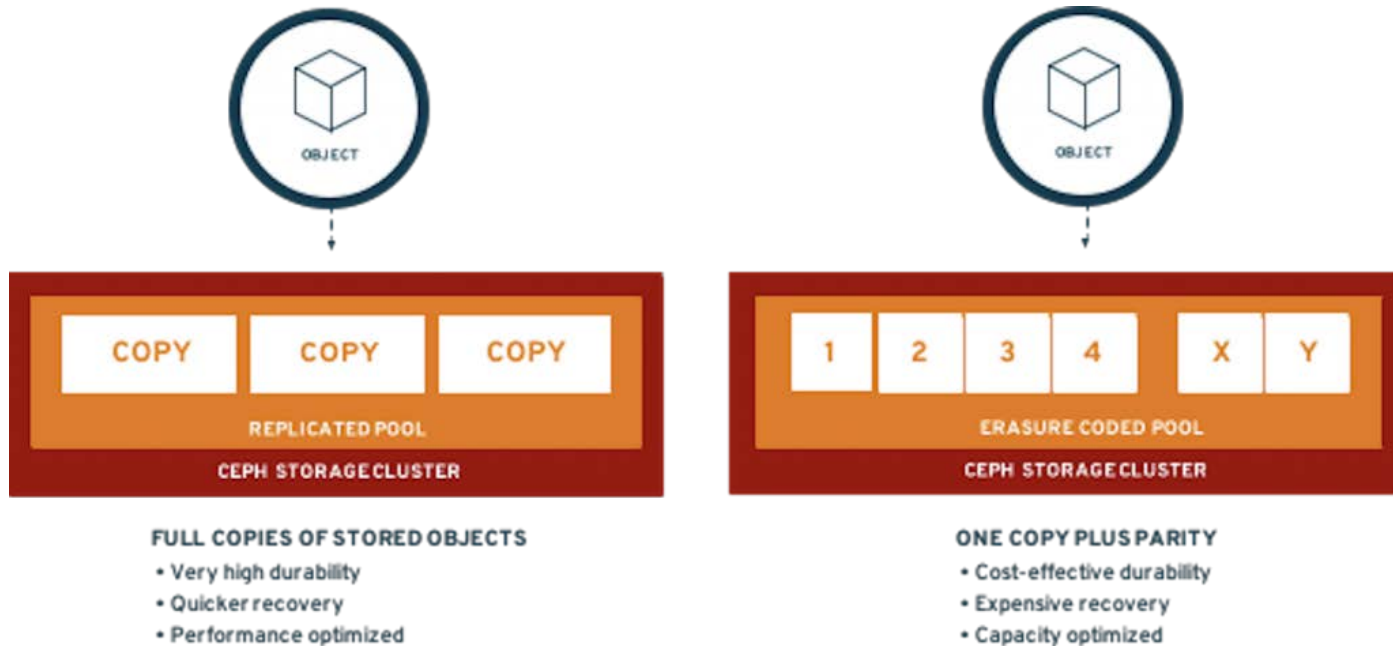 OBJECT
COPY COPY COPY
REPLICATED POOL
CEPH STORAGE CLUSTER
FULL COPIES OF STORED OBJECTS
• Very high durability
• Quicker recovery
• Performance optimized
OBJECT
1 2 3 4 X Y
ERASURE CODED POOL
CEPH STORAGE CLUSTER
ONE COPY PLUS PARITY
• Cost-effective durability
• Expensive recovery
• Capacity optimized